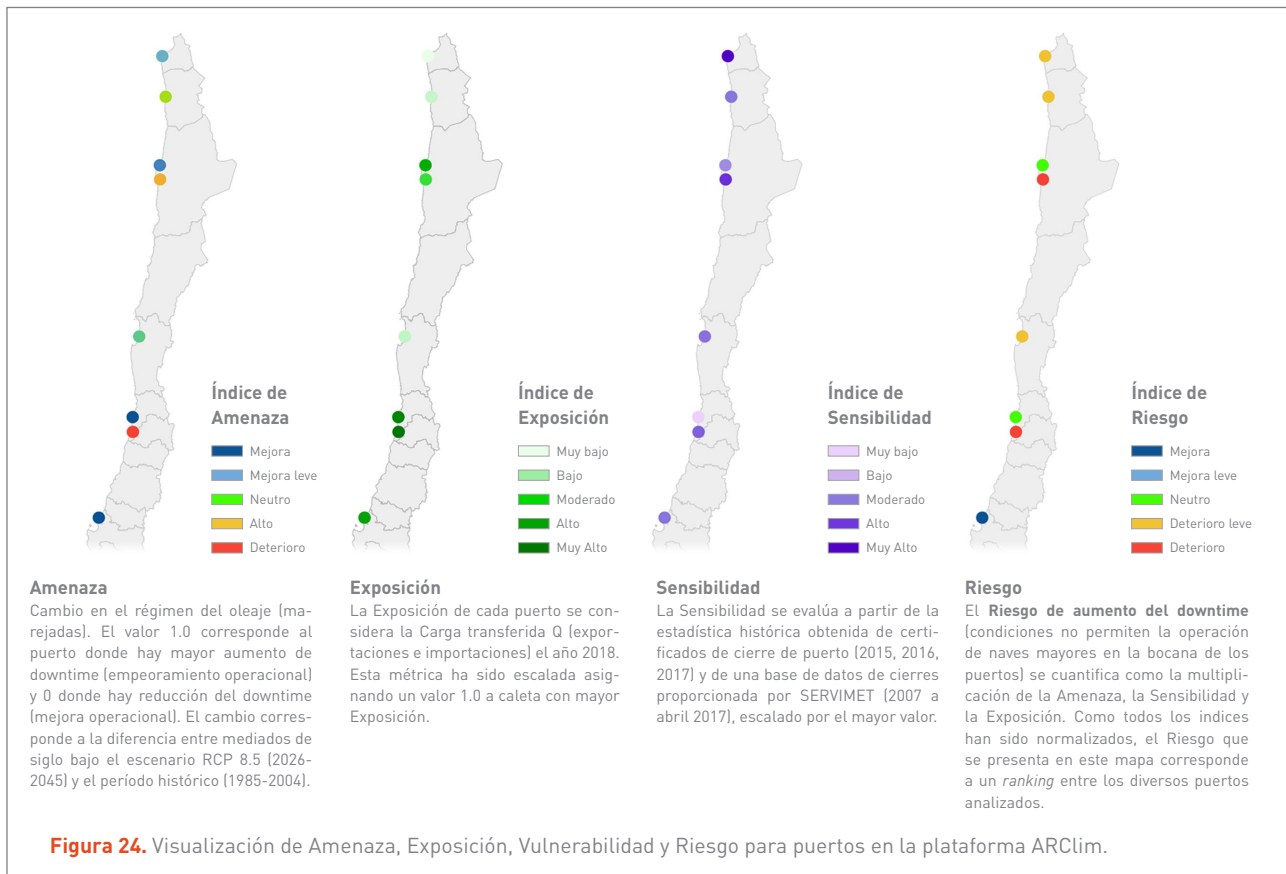 Índice de
Amenaza
Mejora
Mejora leve
Neutro
Alto
Deterioro
Índice de
Exposición
Muy bajo
Bajo
Moderado
Alto
Muy Alto
Índice de
Sensibilidad
Muy bajo
Bajo
Moderado
Alto
Muy Alto
Índice de
Riesgo
Mejora
Mejora leve
Neutro
Deterioro leve
Deterioro
Amenaza
Cambio en el régimen del oleaje (ma-
rejadas). El valor 1.0 corresponde al
puerto donde hay mayor aumento de
downtime (empeoramiento operacional)
y 0 donde hay reducción del downtime
(mejora operacional). El cambio corres-
ponde a la diferencia entre mediados de
siglo bajo el escenario RCP 8.5 (2026-
2045) y el período histórico (1985-2004).
Exposición
La Exposición de cada puerto se con-
sidera la Carga transferida Q (expor-
taciones e importaciones) el año 2018.
Esta métrica ha sido escalada asig-
nando un valor 1.0 a caleta con mayor
Exposición.
Sensibilidad
La Sensibilidad se evalúa a partir de la
estadística histórica obtenida de certi-
ficados de cierre de puerto (2015, 2016,
2017) y de una base de datos de cierres
proporcionada por SERVIMET (2007 a
abril 2017), escalado por el mayor valor.
Riesgo
El Riesgo de aumento del downtime
(condiciones no permiten la operación
de naves mayores en la bocana de los
puertos) se cuantifica como la multipli-
cación de la Amenaza, la Sensibilidad y
la Exposición. Como todos los indices
han sido normalizados, el Riesgo que
se presenta en este mapa corresponde
a un ranking entre los diversos puertos
analizados.
Figura 24. Visualización de Amenaza, Exposición, Vulnerabilidad y Riesgo para puertos en la plataforma ARClim.